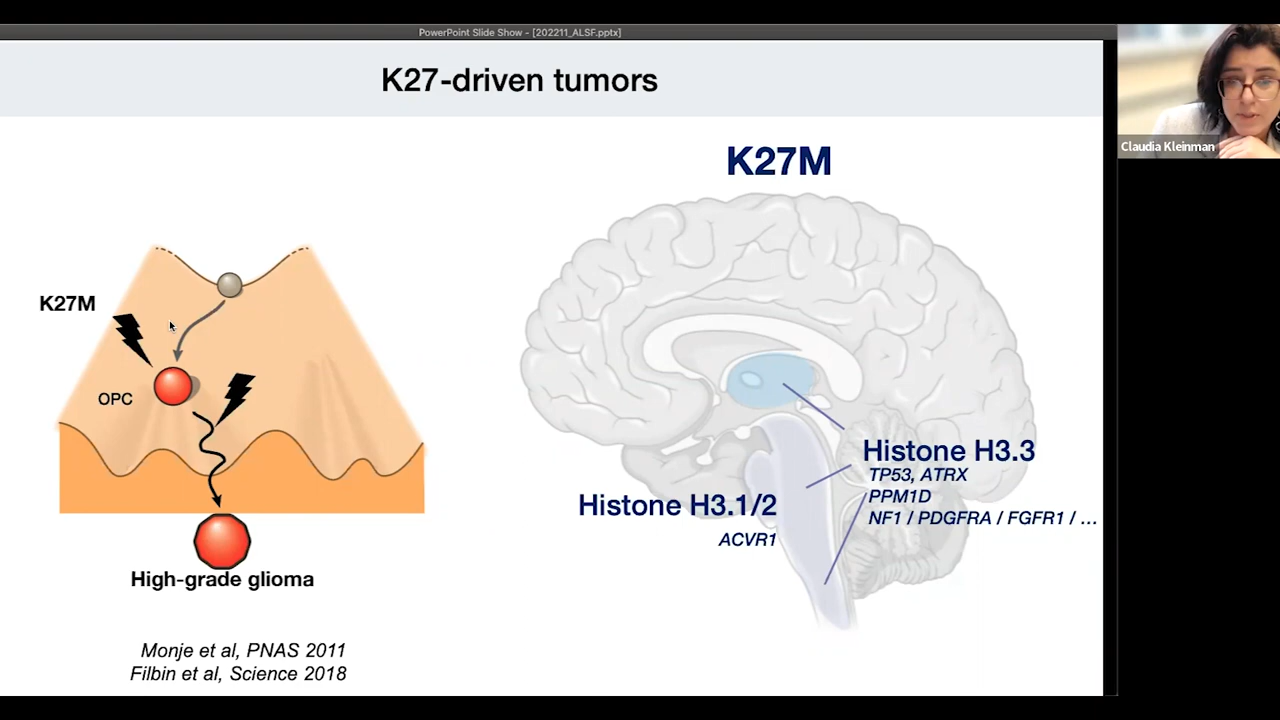 PowerPoint Slide Show - [202211_ALSF.pptx]
K27-driven tumors
K27M
K27M
OPC
High-grade glioma
Monje et al, PNAS 2011
Filbin et al, Science 2018
Histone H3.3
TP53, ATRX
PPM1D
NF1 / PDGFRA / FGFR1 / ...
Histone H3.1/2
ACVR1
Claudia Kleinman